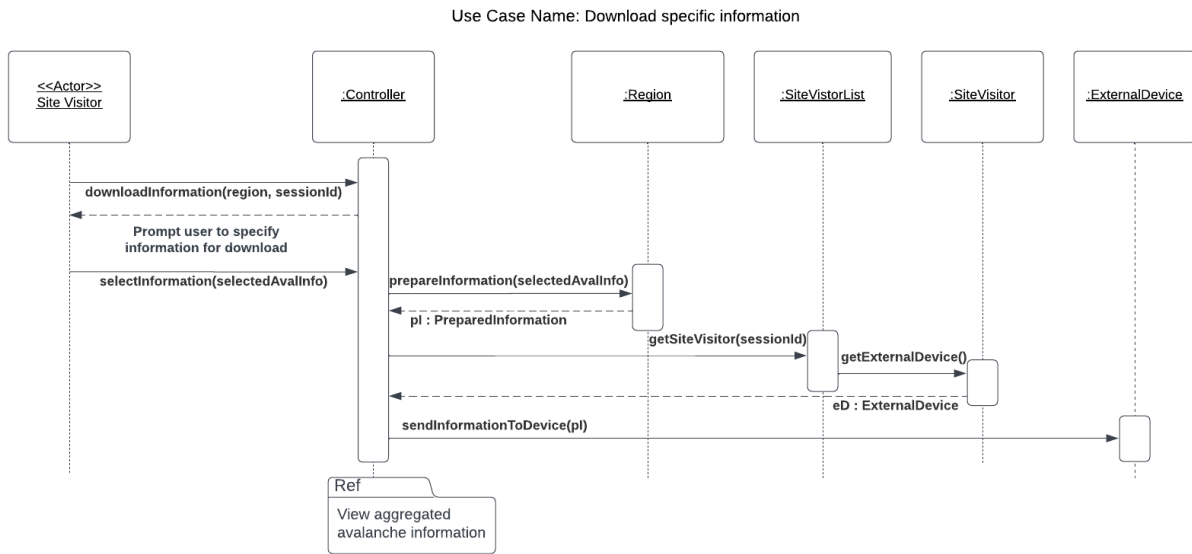 Use Case Name: Download specific information
<<Actor>>
Site Visitor
:Controller
:Region
:SiteVistorList
:SiteVisitor
:ExternalDevice
downloadInformation(region, sessionId)
Prompt user to specify
information for download
selectInformation(selectedAvalInfo)
prepareInformation(selectedAvalInfo)
pI : PreparedInformation
getSiteVisitor(sessionId)
getExternalDevice()
eD : ExternalDevice
sendInformationToDevice(pI)
Ref
View aggregated
avalanche information